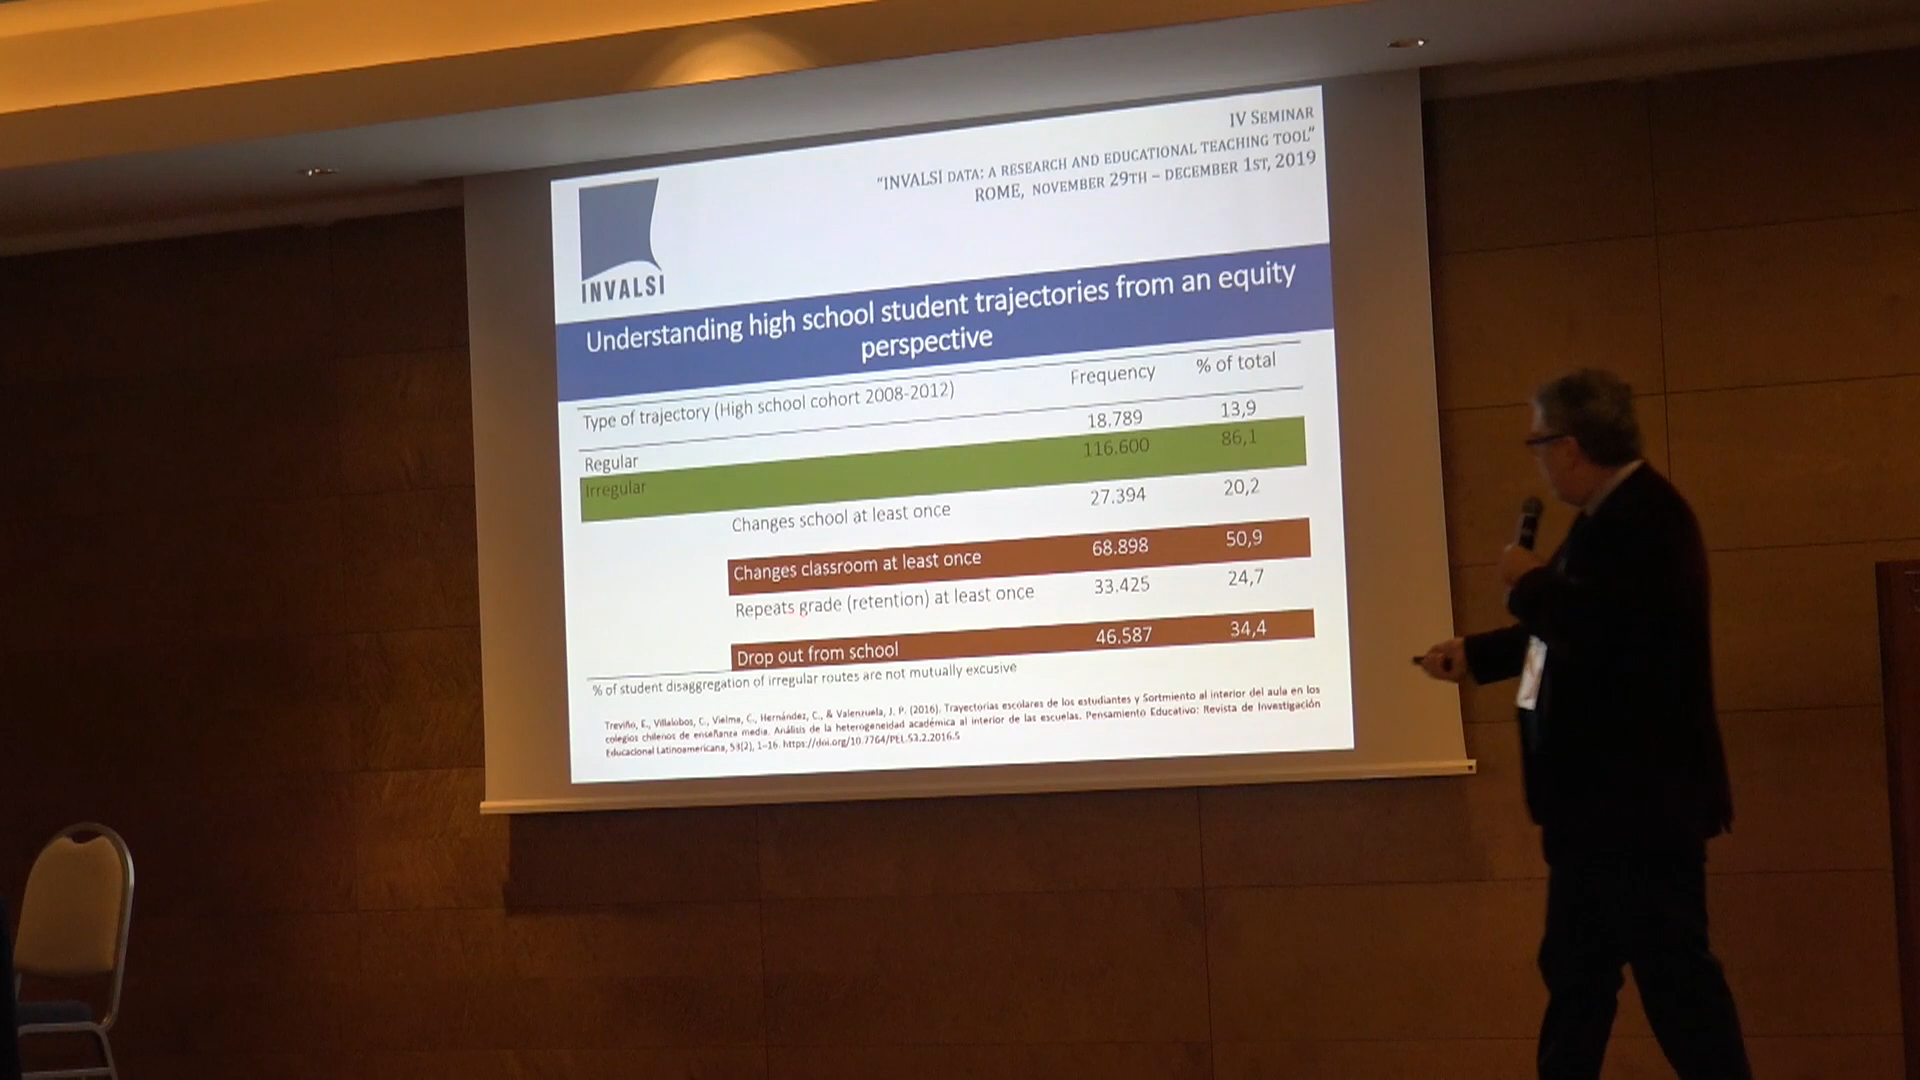 IV SEMINAR
"INVALSI DATA: A RESEARCH AND EDUCATIONAL TEACHING TOOL"
ROME, NOVEMBER 29TH – DECEMBER 1ST, 2019
INVALSI
Understanding high school student trajectories from an equity
perspective
Type of trajectory (High school cohort 2008-2012) Frequency % of total
Regular 18.789 13,9
Irregular 116.600 86,1
Changes school at least once 27.394 20,2
Changes classroom at least once 68.898 50,9
Repeats grade (retention) at least once 33.425 24,7
Drop out from school 46.587 34,4
% of student disaggregation of irregular routes are not mutually excusive
Treviño, E., Villalobos, C., Vielma, C., Hernández, C., & Valenzuela, J. P. (2016). Trayectorias escolares de los estudiantes y Sortmiento al interior del aula en los
colegios chilenos de enseñanza media. Análisis de la heterogeneidad académica al interior de las escuelas. Pensamiento Educativo: Revista de Investigación
Educacional Latinoamericana, 53(2), 1–16. https://doi.org/10.7764/PEL.53.2.2016.5